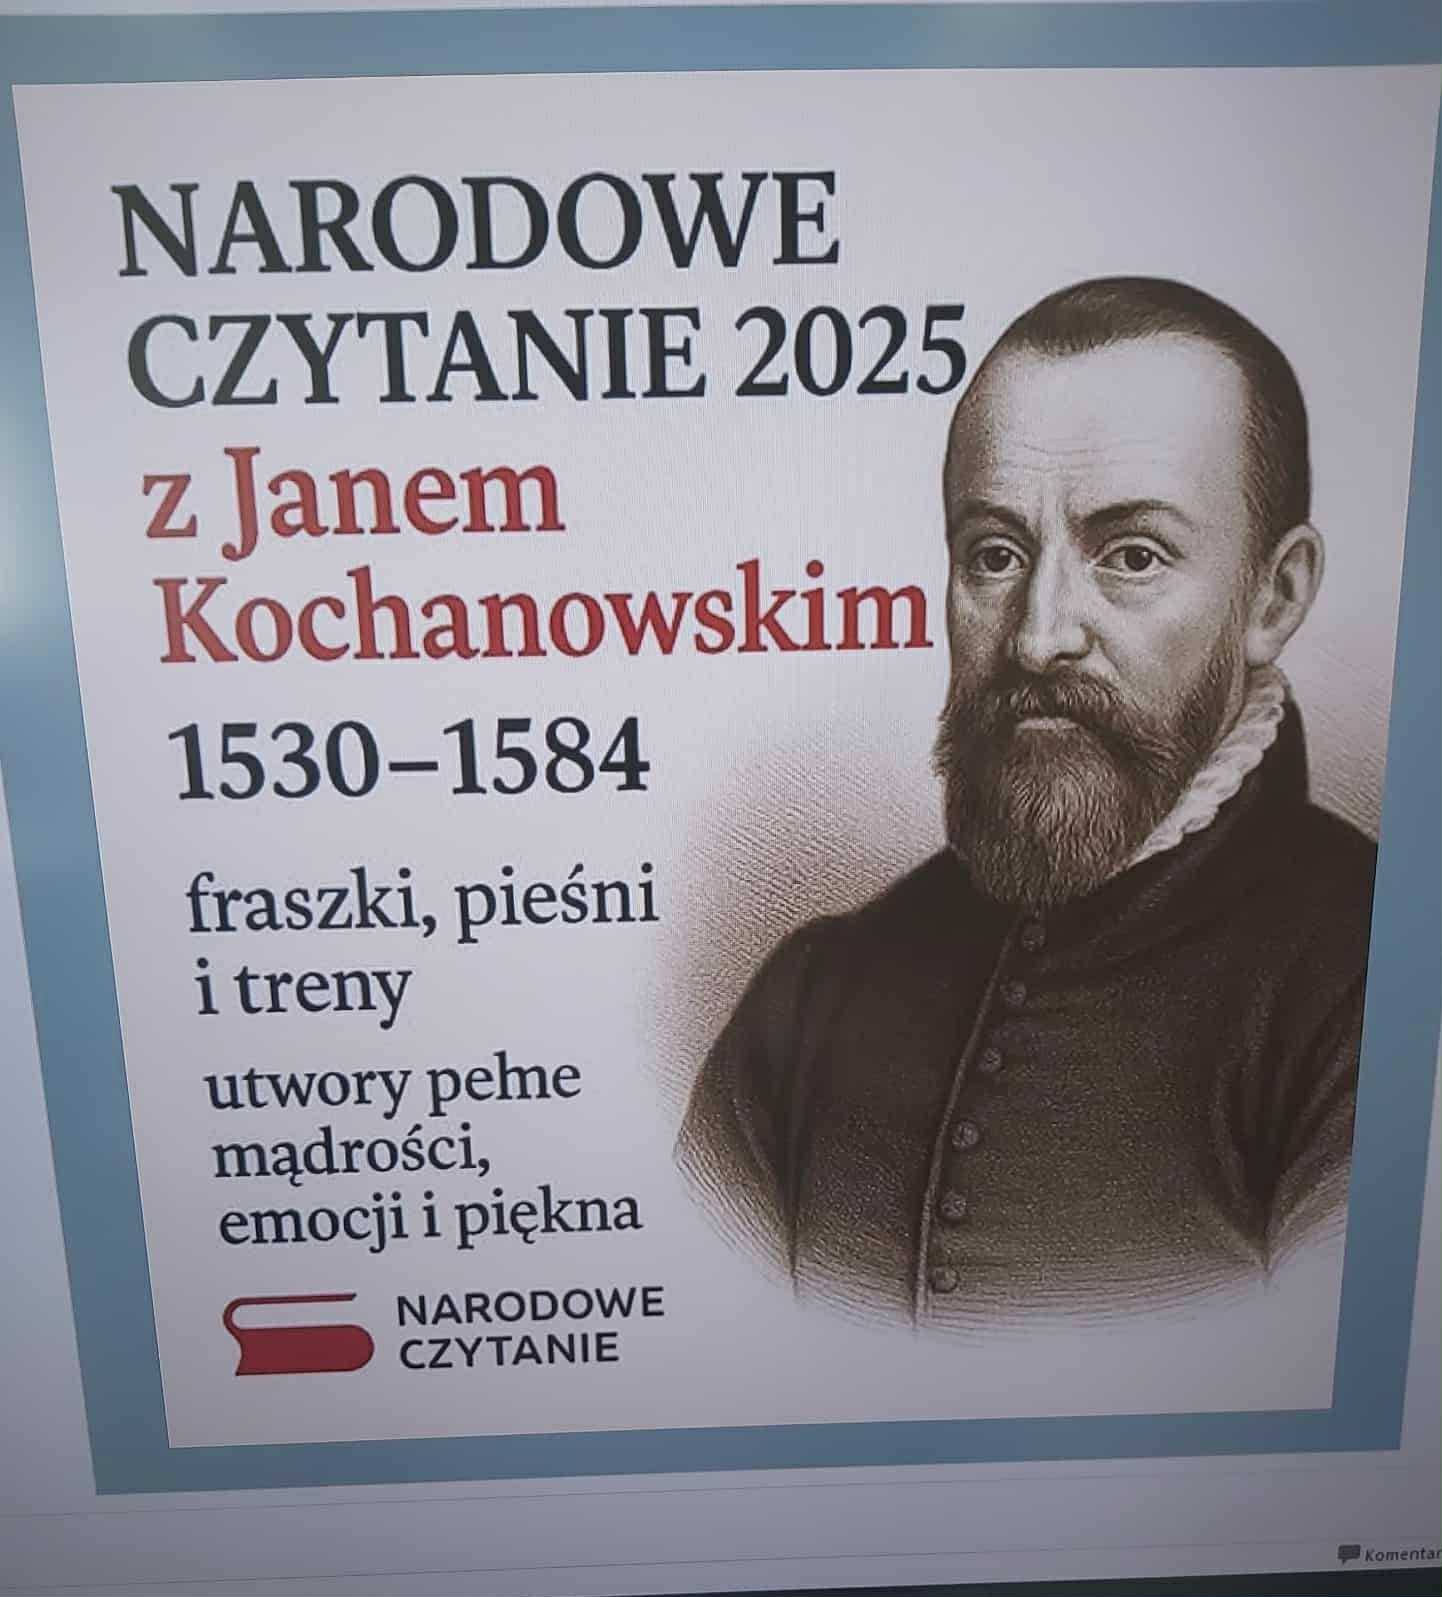 NARODOWE
CZYTANIE 2025
z Janem
Kochanowskim
1530–1584
fraszki, pieśni
i treny
utwory pełne
mądrości,
emocji i piękna
NARODOWE
CZYTANIE
Komentar